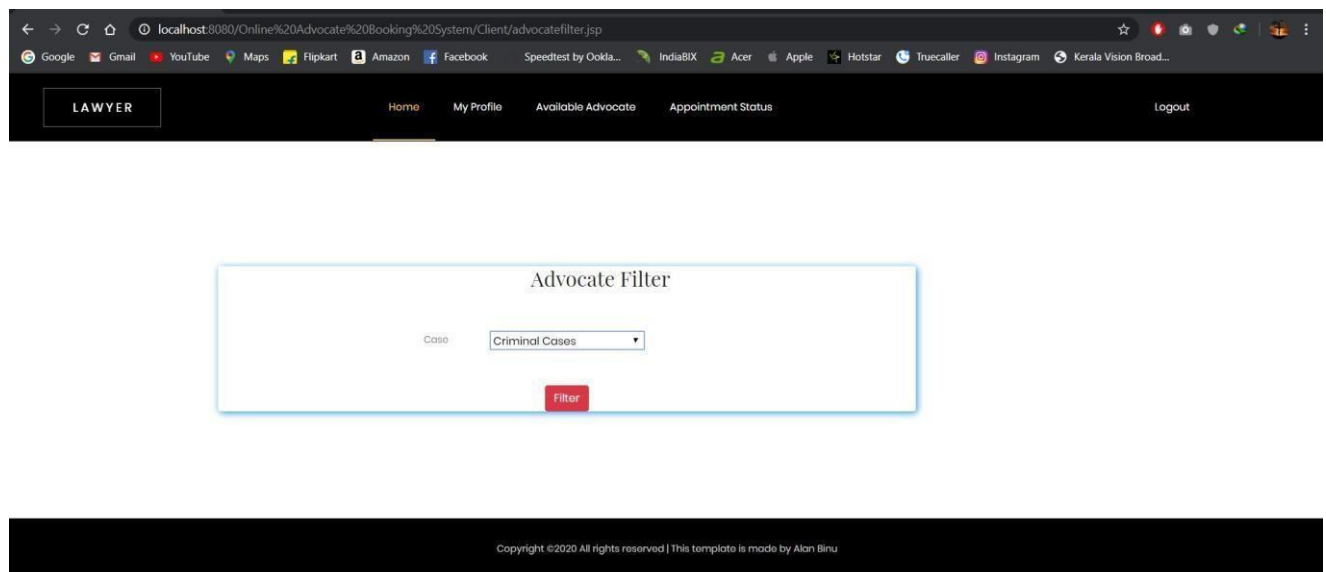 localhost:8080/Online%20Advocate%20Booking%20System/Client/advocatefilter.jsp
Google Gmail YouTube Maps Flipkart Amazon Facebook Speedtest by Ookla... IndiaBIX Acer Apple Hotstar Truecaller Instagram Kerala Vision Broad...
LAWYER Home My Profile Available Advocate Appointment Status Logout
Advocate Filter
Case Criminal Cases
Filter
Copyright ©2020 All rights reserved | This template is made by Alan Binu